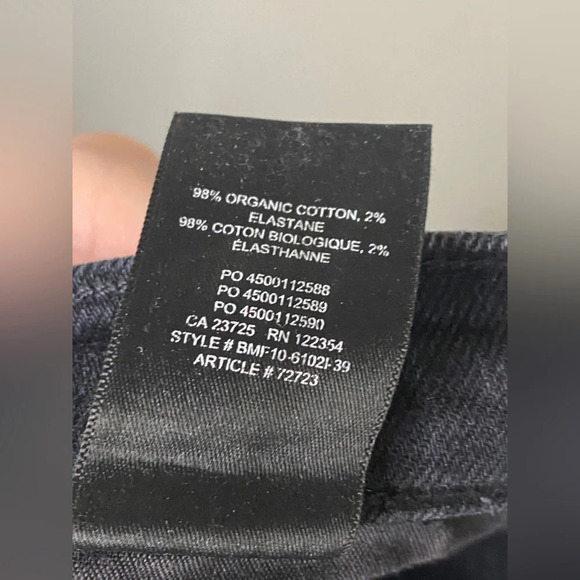 98% ORGANIC COTTON, 2%
ELASTANE
98% COTON BIOLOGIQUE, 2%
ÉLASTHANNE
PO 4500112588
PO 4500112589
PO 4500112590
CA 23725 RN 122354
STYLE # BMF10-6102I-39
ARTICLE # 72723